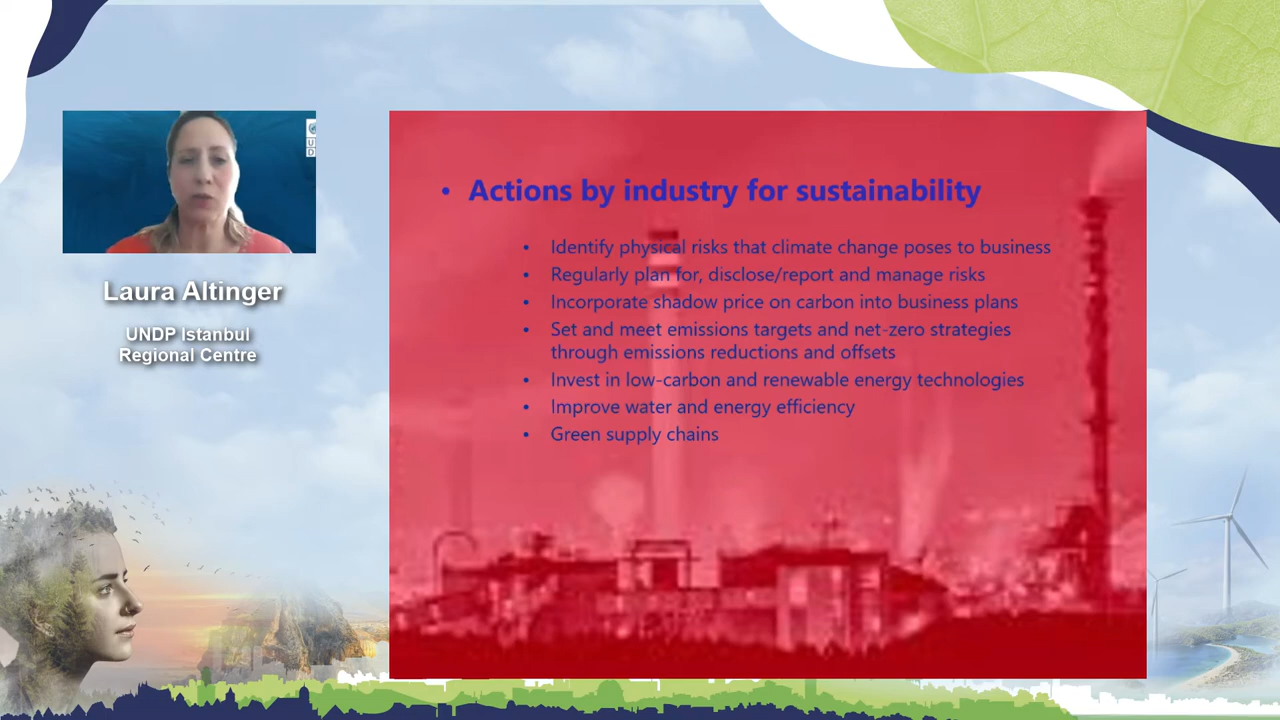 Laura Altinger
UNDP Istanbul
Regional Centre
• Actions by industry for sustainability
• Identify physical risks that climate change poses to business
• Regularly plan for, disclose/report and manage risks
• Incorporate shadow price on carbon into business plans
• Set and meet emissions targets and net-zero strategies
through emissions reductions and offsets
• Invest in low-carbon and renewable energy technologies
• Improve water and energy efficiency
• Green supply chains
U
D